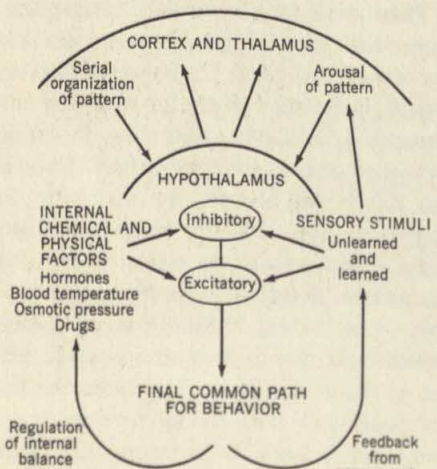 CORTEX AND THALAMUS
Serial
organization
of pattern
Arousal
of pattern
HYPOTHALAMUS
INTERNAL
CHEMICAL AND
PHYSICAL
FACTORS
Hormones
Blood temperature
Osmotic pressure
Drugs
Inhibitory
Excitatory
SENSORY STIMULI
Unlearned
and
learned
FINAL COMMON PATH
FOR BEHAVIOR
Regulation
of internal
balance
Feedback
from